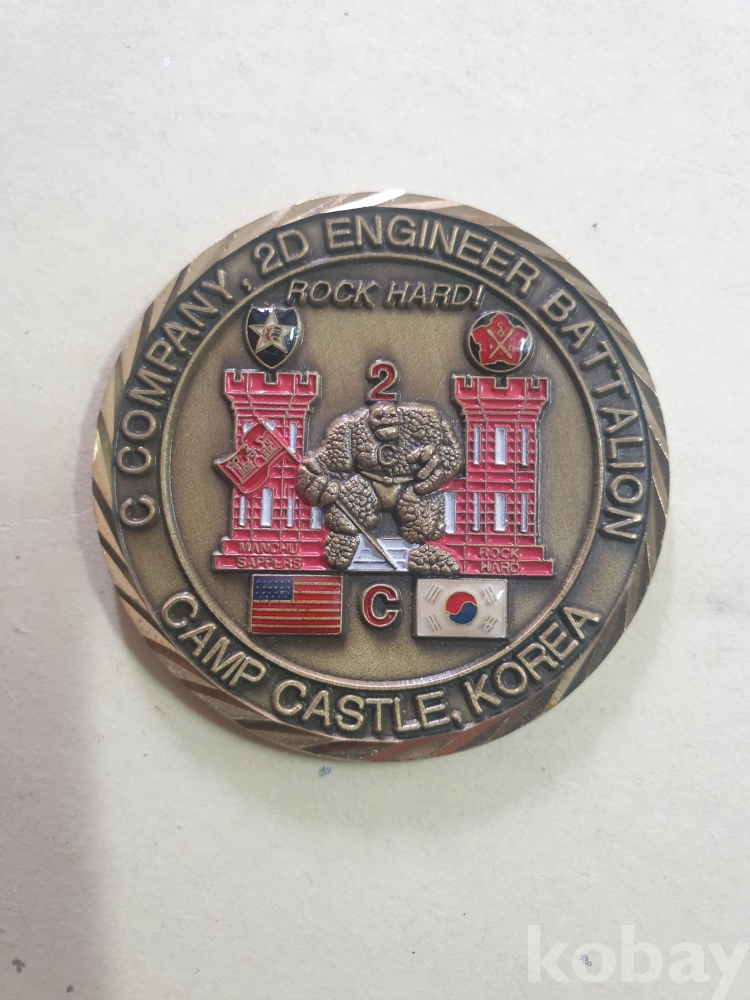 C COMPANY, 2D ENGINEER BATTALION
ROCK HARD!
2
C
MANCHU
SAPPERS
ROCK
HARD
C
CAMP CASTLE, KOREA
kobay